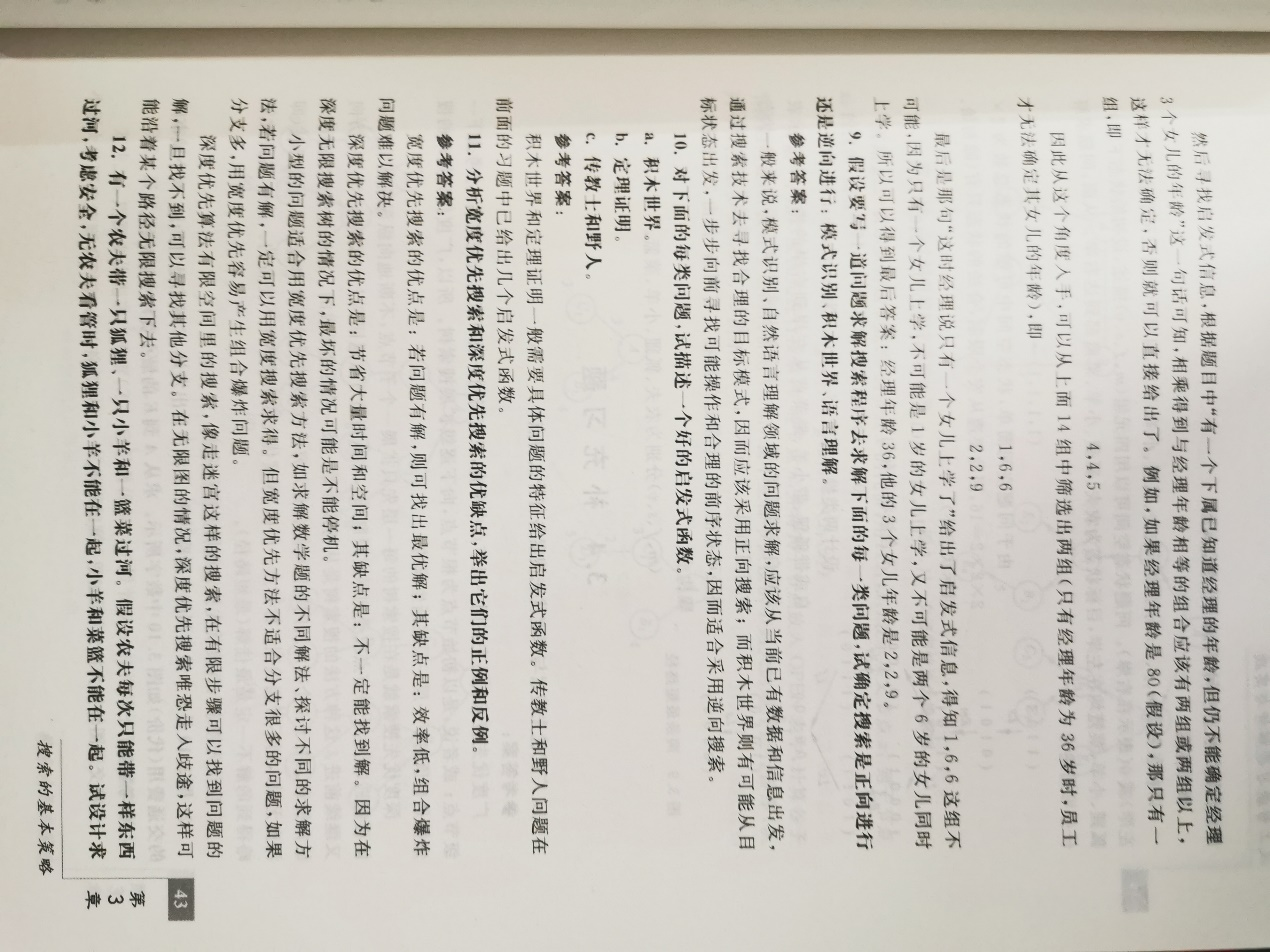 然后寻找启发式信息,根据题目中“有一个下属已知道经理的年龄,但仍不能确定经理
3个女儿的年龄”这一句话可知,相乘得到与经理年龄相等的组合应该有两组或两组以上,
这样才无法确定,否则就可以直接给出了。例如,如果经理年龄是80(假设),那只有一
组,即
4,4,5
因此从这个角度入手,可以从上面14组中筛选出两组(只有经理年龄为36岁时,员工
才无法确定其女儿的年龄),即
1,6,6
2,2,9
最后是那句“这时经理说只有一个女儿上学了”给出了启发式信息,得知1,6,6这组不
可能,因为只有一个女儿上学,不可能是1岁的女儿上学,又不可能是两个6岁的女儿同时
上学。所以可以得到最后答案:经理年龄36,他的3个女儿年龄是2,2,9。
9. 假设要写一道问题求解搜索程序去求解下面的每一类问题,试确定搜索是正向进行
还是逆向进行:模式识别、积木世界、语言理解。
参考答案:
一般来说,模式识别、自然语言理解领域的问题求解,应该从当前已有数据和信息出发,
通过搜索技术去寻找合理的目标模式,因而应该采用正向搜索;而积木世界则有可能从目
标状态出发,一步步向前寻找可能操作和合理的前序状态,因而适合采用逆向搜索。
10. 对下面的每类问题,试描述一个好的启发式函数。
a. 积木世界。
b. 定理证明。
c. 传教士和野人。
参考答案:
积木世界和定理证明一般需要具体问题的特征给出启发式函数。传教士和野人问题在
前面的习题中已给出几个启发式函数。
11. 分析宽度优先搜索和深度优先搜索的优缺点,举出它们的正例和反例。
参考答案:
宽度优先搜索的优点是:若问题有解,则可找出最优解;其缺点是:效率低,组合爆炸
问题难以解决。
深度优先搜索的优点是:节省大量时间和空间;其缺点是:不一定能找到解。因为在
深度无限搜索树的情况下,最坏的情况可能是不能停机。
小型的问题适合用宽度优先搜索方法,如求解数学题的不同解法、探讨不同的求解方
法,若问题有解,一定可以用宽度搜索求得。但宽度优先方法不适合分支很多的问题,如果
分支多,用宽度优先容易产生组合爆炸问题。
深度优先算法有限空间里的搜索,像走迷宫这样的搜索,在有限步骤可以找到问题的
解,一旦找不到,可以寻找其他分支。在无限图的情况,深度优先搜索唯恐走入歧途,这样可
能沿着某个路径无限搜索下去。
12. 有一个农夫带一只狐狸、一只小羊和一篮菜过河。假设农夫每次只能带一样东西
过河,考虑安全,无农夫看管时,狐狸和小羊不能在一起,小羊和菜篮不能在一起。试设计求
43
第
3
章
搜索的基本策略